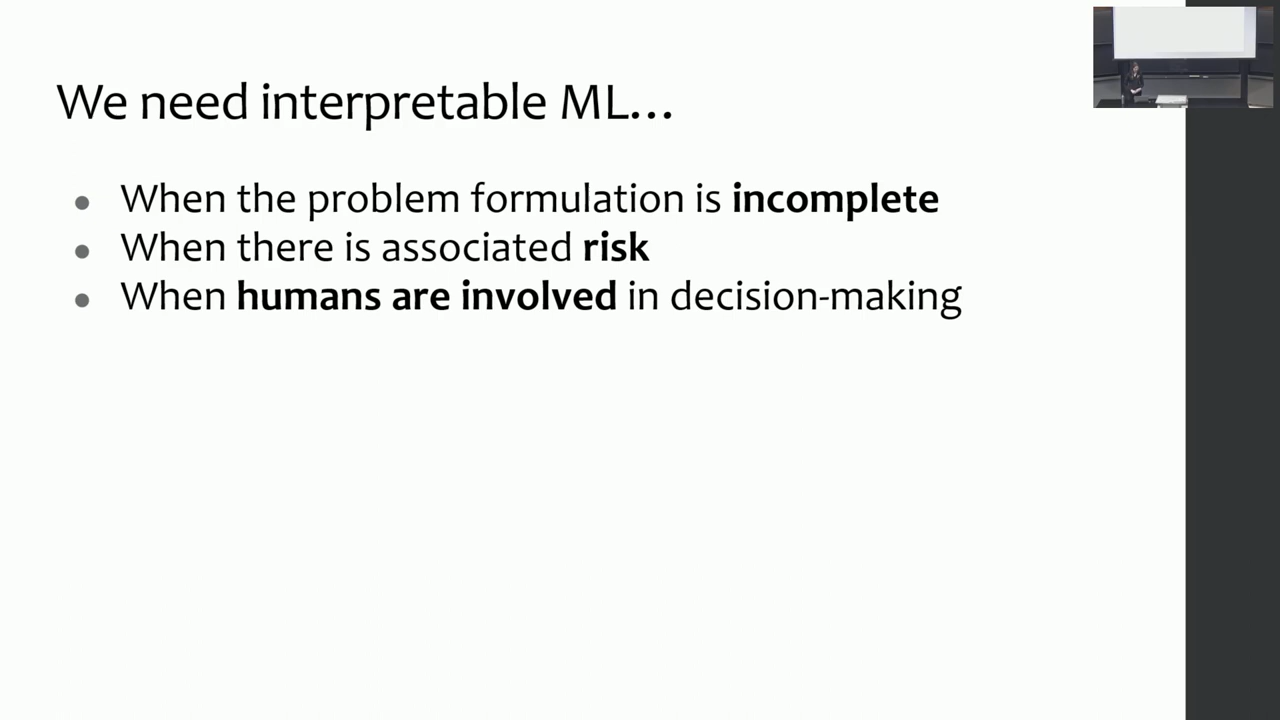 We need interpretable ML...
● When the problem formulation is incomplete
● When there is associated risk
● When humans are involved in decision-making